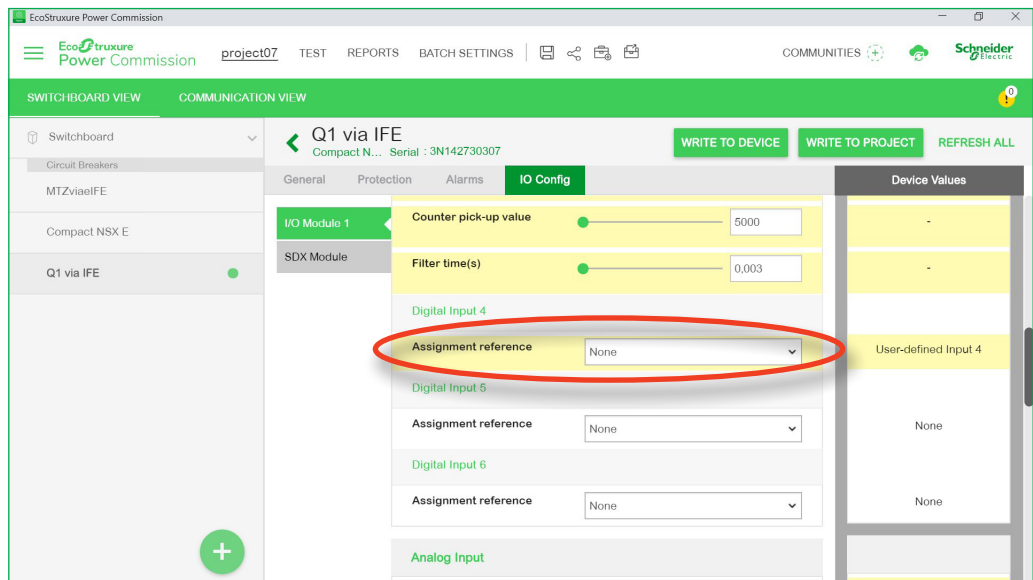 EcoStruxure Power Commission
EcoStruxure
Power Commission
project07 TEST REPORTS BATCH SETTINGS COMMUNITIES
Schneider
Electric
SWITCHBOARD VIEW COMMUNICATION VIEW 0
Switchboard
Circuit Breakers
MTZviaeIFE
Compact NSX E
Q1 via IFE
Q1 via IFE
Compact N... Serial : 3N142730307
WRITE TO DEVICE WRITE TO PROJECT REFRESH ALL
General Protection Alarms IO Config Device Values
I/O Module 1
SDX Module
Counter pick-up value 5000 -
Filter time(s) 0,003 -
Digital Input 4
Assignment reference None User-defined Input 4
Digital Input 5
Assignment reference None None
Digital Input 6
Assignment reference None None
Analog Input